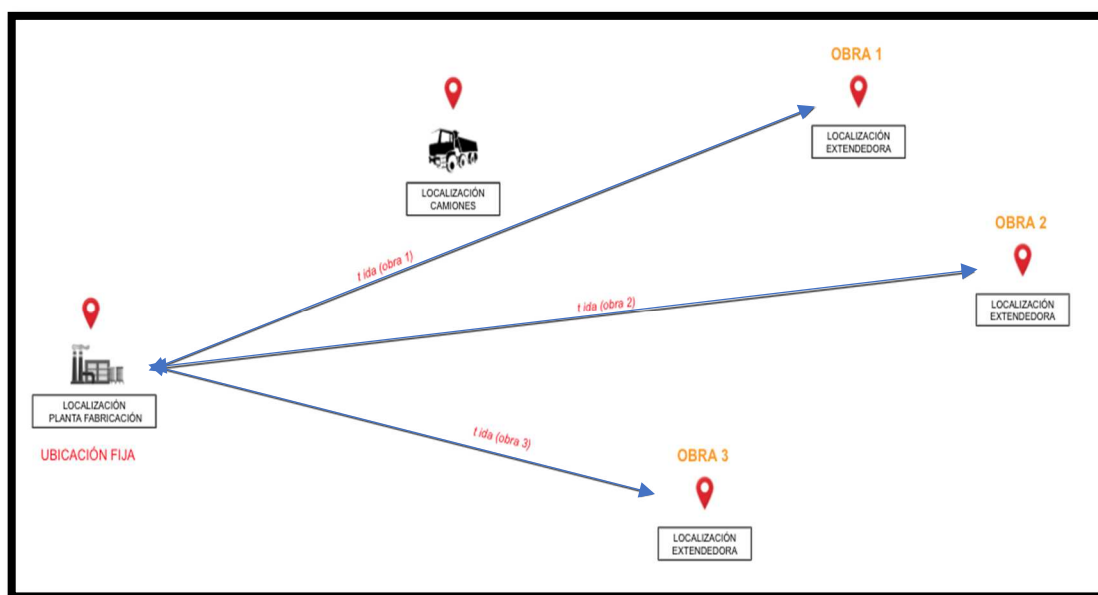 OBRA 1
LOCALIZACIÓN
EXTENDEDORA
LOCALIZACIÓN
CAMIONES
OBRA 2
t ida (obra 1)
LOCALIZACIÓN
EXTENDEDORA
t ida (obra 2)
LOCALIZACIÓN
PLANTA FABRICACIÓN
UBICACIÓN FIJA
t ida (obra 3)
OBRA 3
LOCALIZACIÓN
EXTENDEDORA